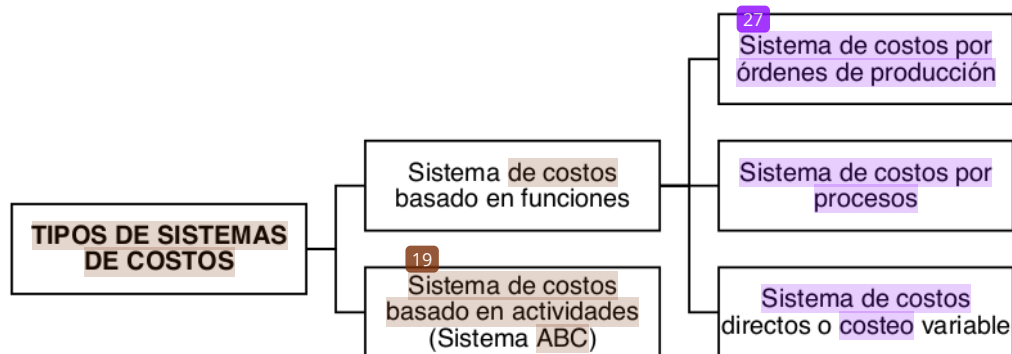 27
Sistema de costos por
órdenes de producción
Sistema de costos
basado en funciones
Sistema de costos por
procesos
TIPOS DE SISTEMAS
DE COSTOS
19
Sistema de costos
basado en actividades
(Sistema ABC)
Sistema de costos
directos o costeo variable